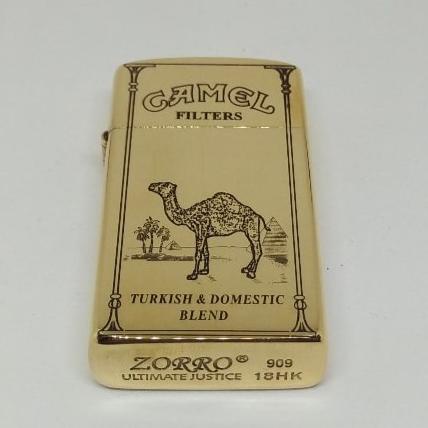 CAMEL
FILTERS
TURKISH & DOMESTIC
BLEND
ZORRO® 909
ULTIMATE JUSTICE 18HK